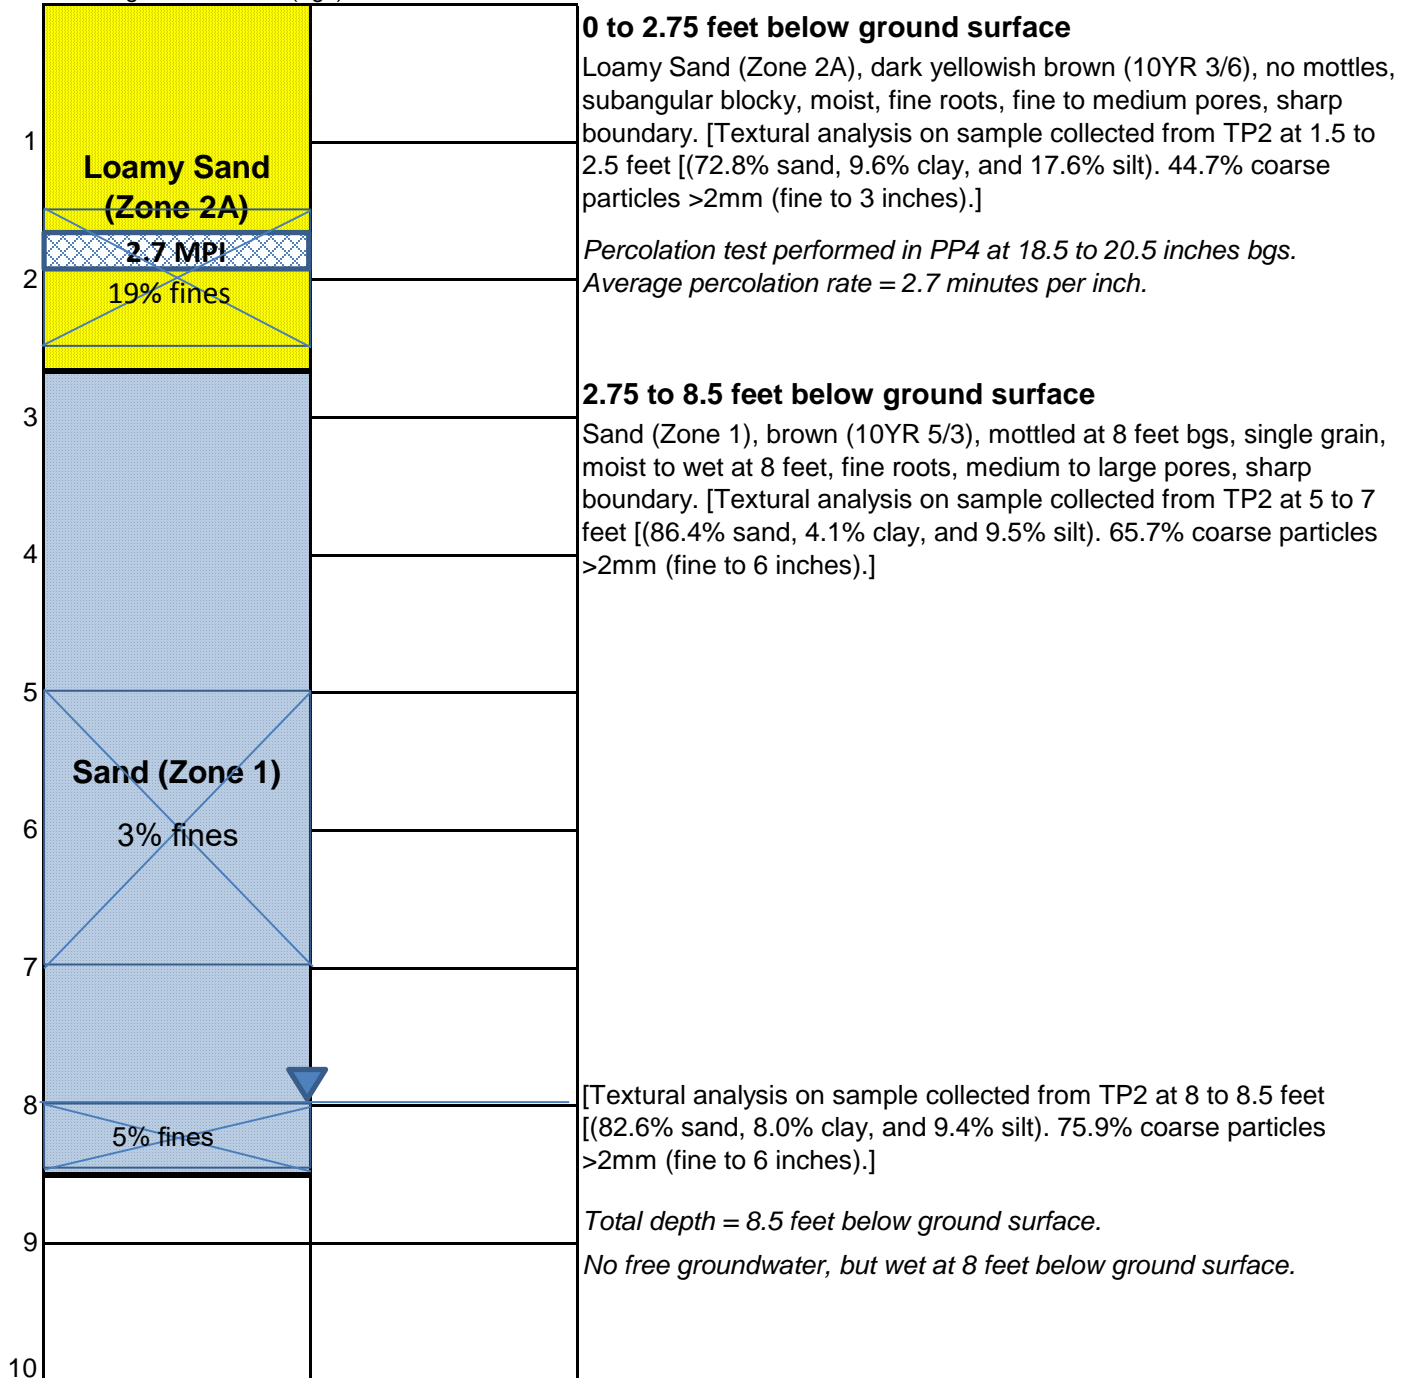 0 to 2.75 feet below ground surface
Loamy Sand (Zone 2A), dark yellowish brown (10YR 3/6), no mottles,
subangular blocky, moist, fine roots, fine to medium pores, sharp
boundary. [Textural analysis on sample collected from TP2 at 1.5 to
2.5 feet [(72.8% sand, 9.6% clay, and 17.6% silt). 44.7% coarse
particles >2mm (fine to 3 inches).]
1
Loamy Sand
(Zone 2A)
2.7 MPI
Percolation test performed in PP4 at 18.5 to 20.5 inches bgs.
Average percolation rate = 2.7 minutes per inch.
2
19% fines
2.75 to 8.5 feet below ground surface
3
Sand (Zone 1), brown (10YR 5/3), mottled at 8 feet bgs, single grain,
moist to wet at 8 feet, fine roots, medium to large pores, sharp
boundary. [Textural analysis on sample collected from TP2 at 5 to 7
feet [(86.4% sand, 4.1% clay, and 9.5% silt). 65.7% coarse particles
>2mm (fine to 6 inches).]
4
5
Sand (Zone 1)
6
3% fines
7
8
[Textural analysis on sample collected from TP2 at 8 to 8.5 feet
[(82.6% sand, 8.0% clay, and 9.4% silt). 75.9% coarse particles
>2mm (fine to 6 inches).]
5% fines
Total depth = 8.5 feet below ground surface.
9
No free groundwater, but wet at 8 feet below ground surface.
10